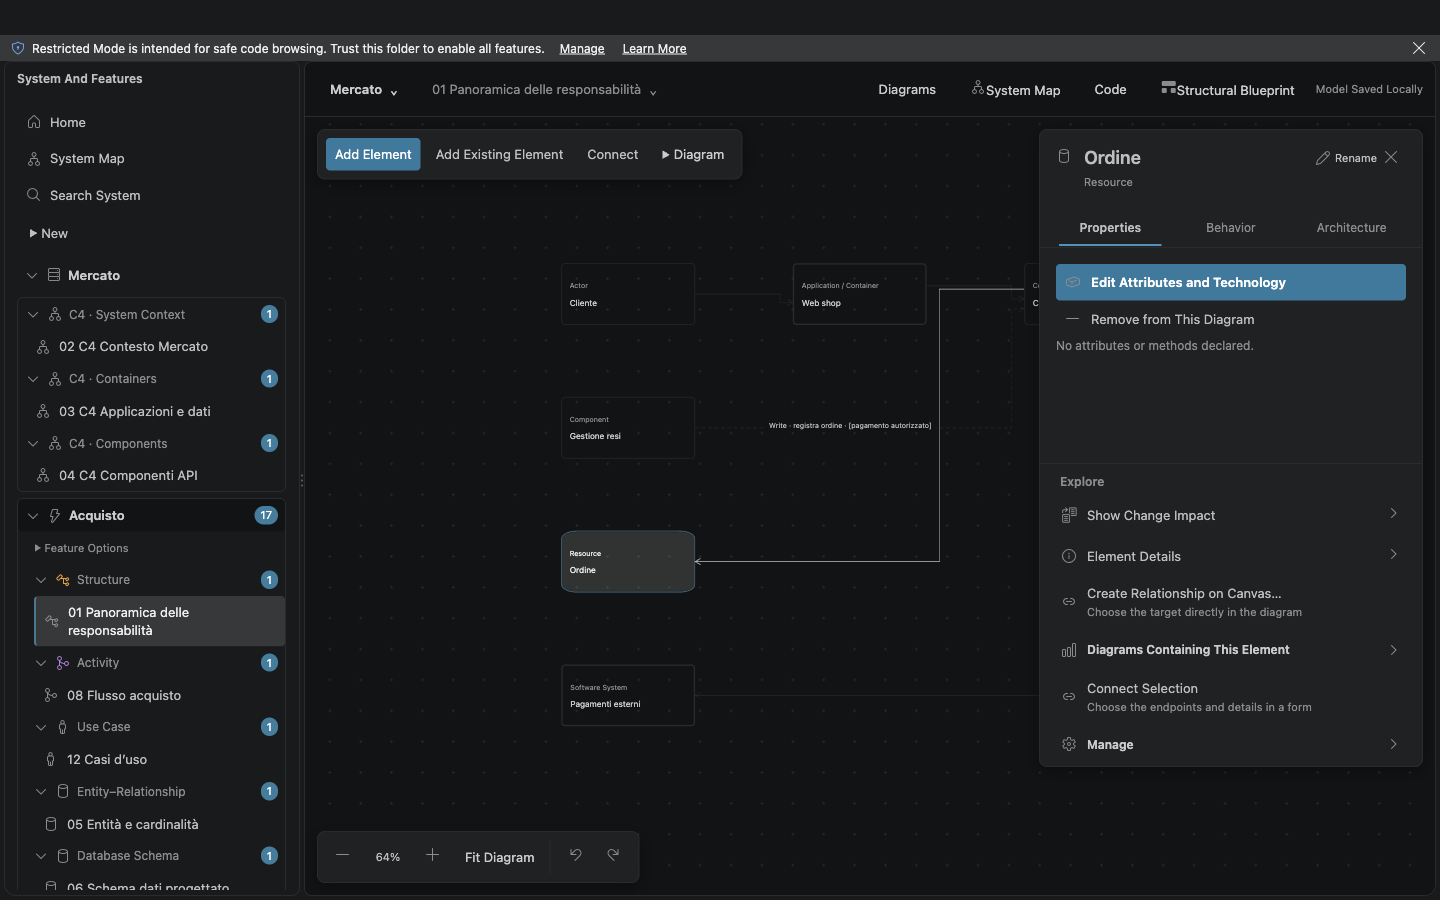 Restricted Mode is intended for safe code browsing. Trust this folder to enable all features. Manage Learn More
System And Features
Home
System Map
Search System
New
Mercato
C4 · System Context 1
02 C4 Contesto Mercato
C4 · Containers 1
03 C4 Applicazioni e dati
C4 · Components 1
04 C4 Componenti API
Acquisto 17
Feature Options
Structure 1
01 Panoramica delle
responsabilità
Activity 1
08 Flusso acquisto
Use Case 1
12 Casi d'uso
Entity–Relationship 1
05 Entità e cardinalità
Database Schema 1
06 Schema dati progettato
Mercato 01 Panoramica delle responsabilità Diagrams System Map Code Structural Blueprint Model Saved Locally
Add Element Add Existing Element Connect Diagram
Actor
Cliente
Application / Container
Web shop
Component
Gestione resi
Write · registra ordine · [pagamento autorizzato]
Resource
Ordine
Software System
Pagamenti esterni
64% Fit Diagram
Ordine Rename
Resource
Properties Behavior Architecture
Edit Attributes and Technology
Remove from This Diagram
No attributes or methods declared.
Explore
Show Change Impact
Element Details
Create Relationship on Canvas...
Choose the target directly in the diagram
Diagrams Containing This Element
Connect Selection
Choose the endpoints and details in a form
Manage